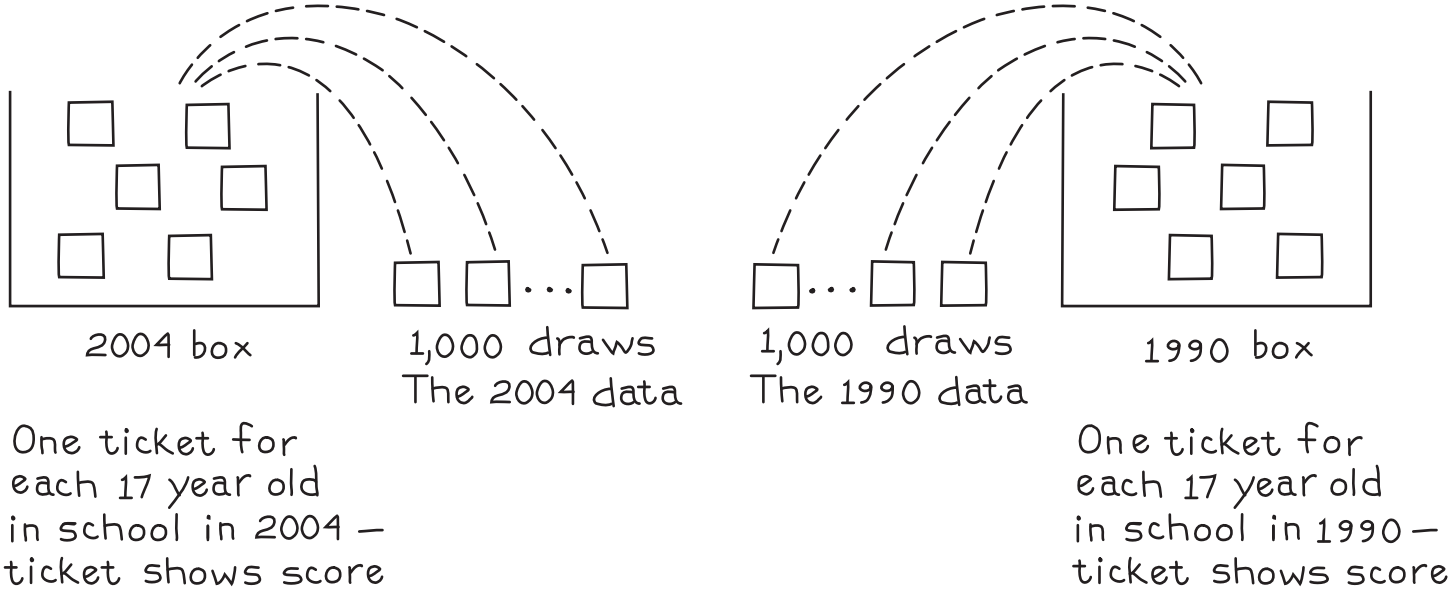 2004 box
1,000 draws
The 2004 data
One ticket for
each 17 year old
in school in 2004 –
ticket shows score
1,000 draws
The 1990 data
1990 box
One ticket for
each 17 year old
in school in 1990 –
ticket shows score